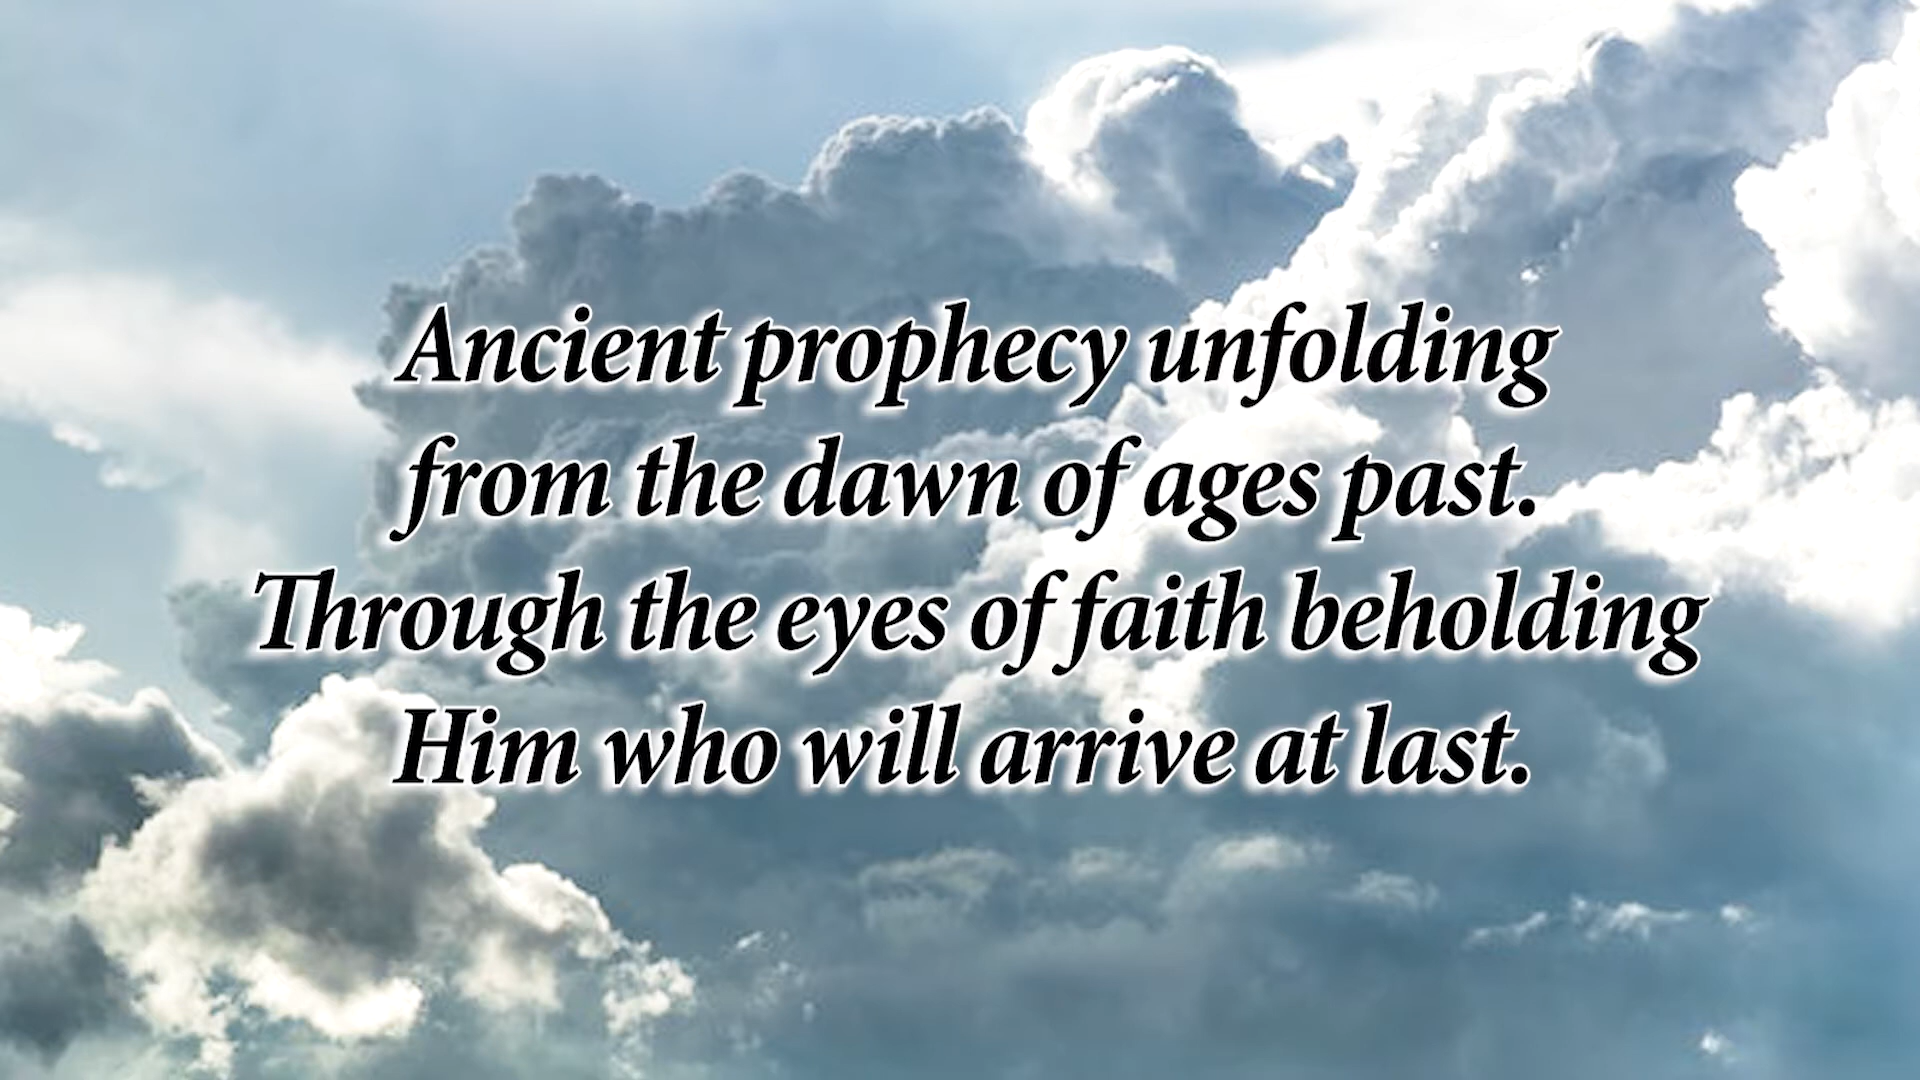 Ancient prophecy unfolding
from the dawn of ages past.
Through the eyes of faith beholding
Him who will arrive at last.